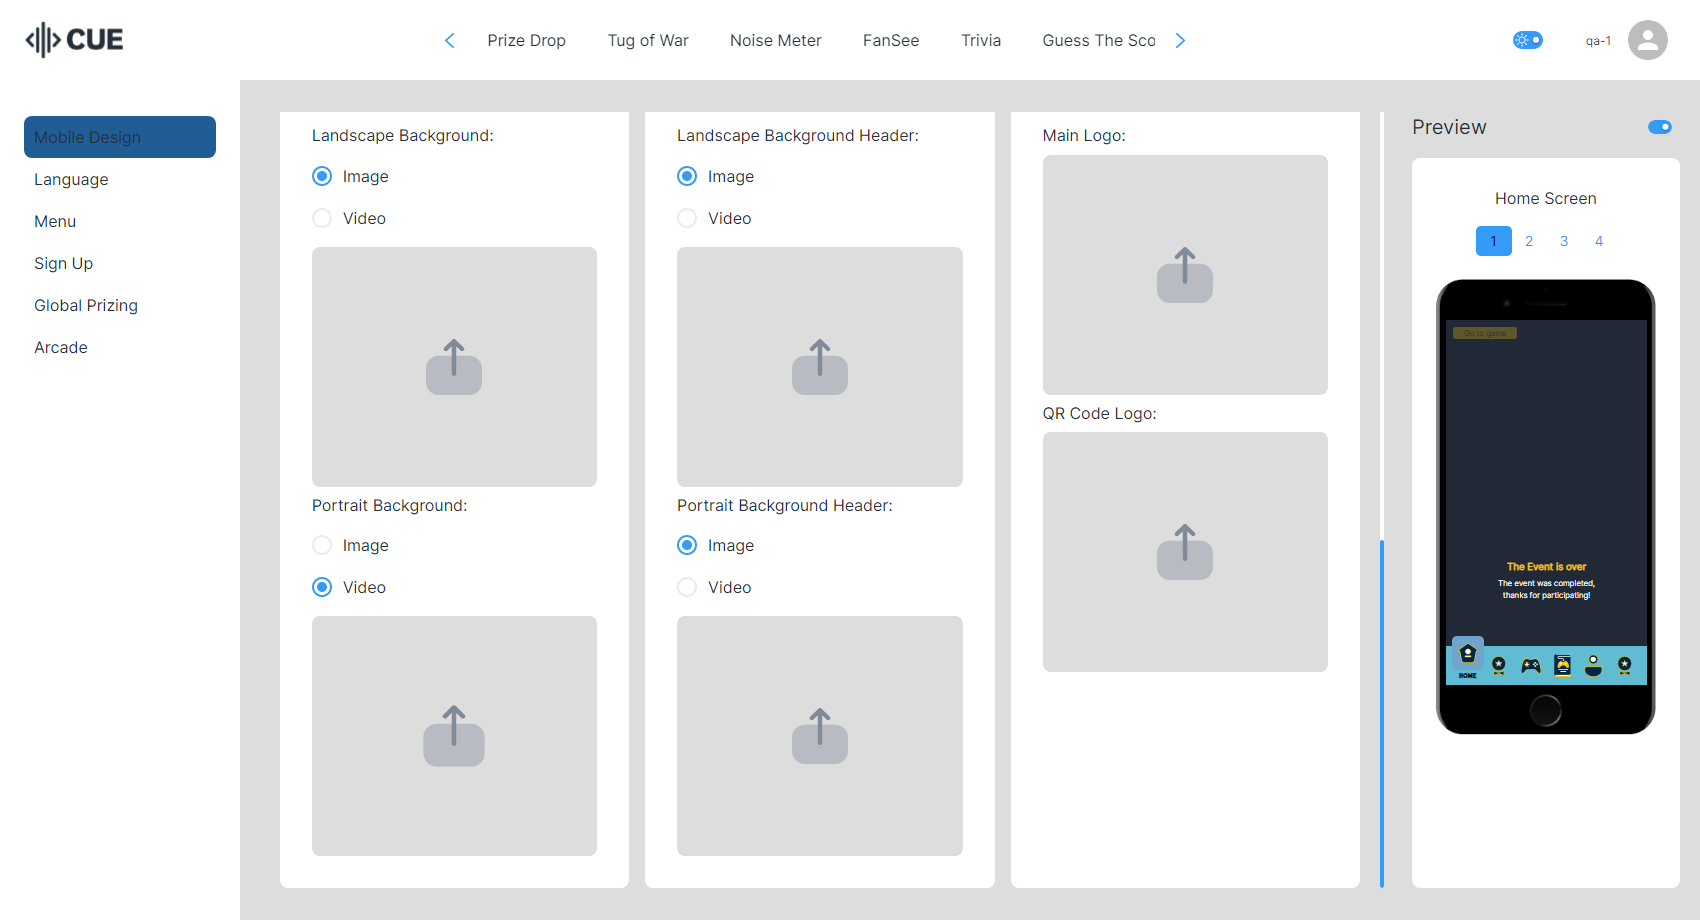 CUE
Prize Drop
Tug of War
Noise Meter
FanSee
Trivia
Guess The Sco
qa-1
Mobile Design
Language
Menu
Sign Up
Global Prizing
Arcade
Landscape Background:
Image
Video
Portrait Background:
Image
Video
Landscape Background Header:
Image
Video
Portrait Background Header:
Image
Video
Main Logo:
QR Code Logo:
Preview
Home Screen
1 2 3 4
Go to game
The Event is over
The event was completed,
thanks for participating!
HOME